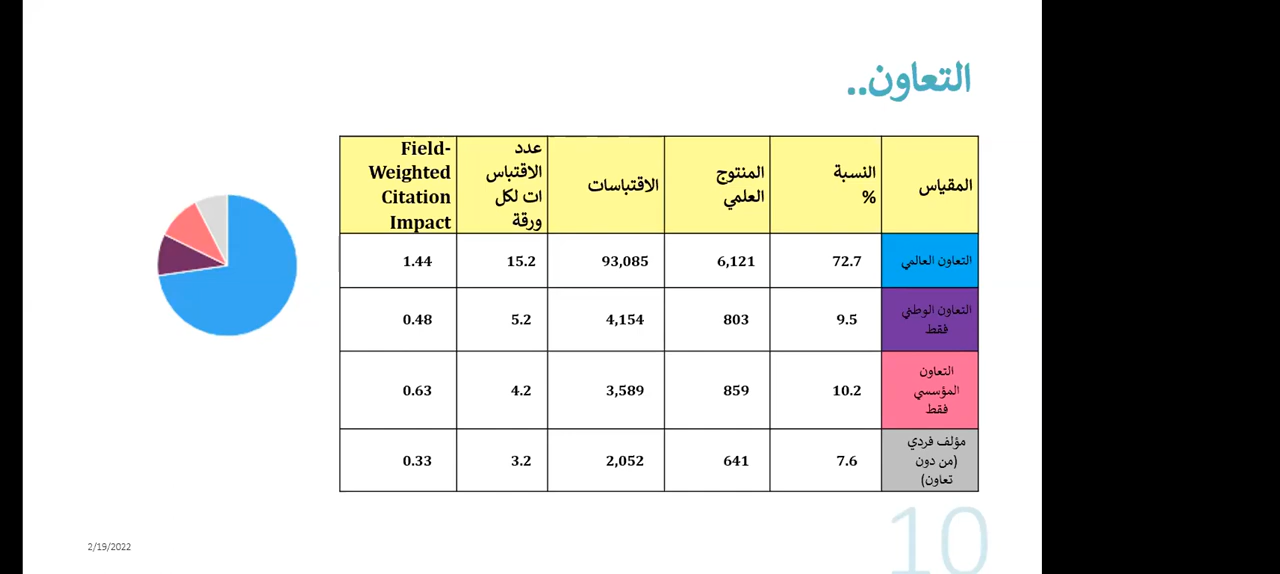 التعاون..
المقياس
النسبة
%
المنتوج
العلمي
الاقتباسات
عدد
الاقتباس
ات لكل
ورقة
Field-
Weighted
Citation
Impact
التعاون العالمي
72.7
6,121
93,085
15.2
1.44
التعاون الوطني
فقط
9.5
803
4,154
5.2
0.48
التعاون
المؤسسي
فقط
10.2
859
3,589
4.2
0.63
مؤلف فردي
(من دون
تعاون)
7.6
641
2,052
3.2
0.33
2/19/2022
10